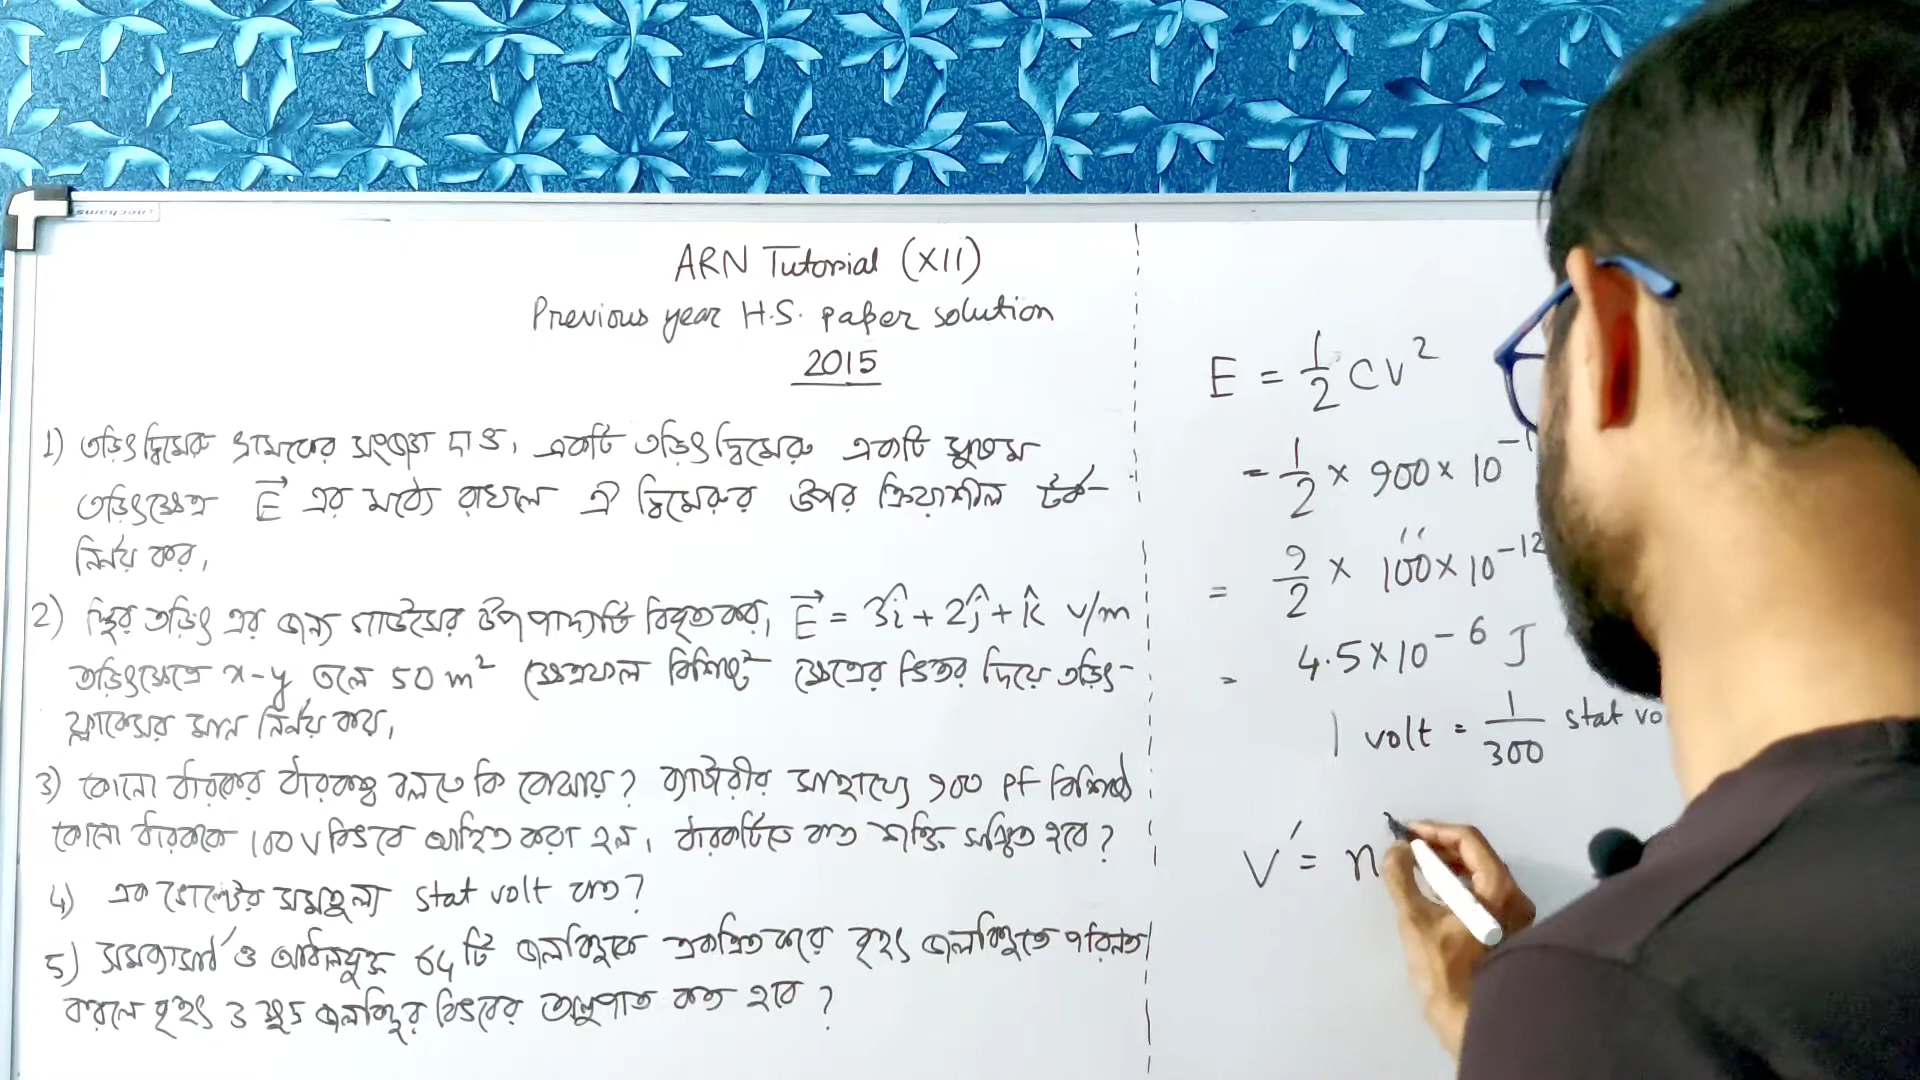 ARN Tutorial (XII)
Previous year H.S. paper solution
2015
1) তড়িৎ দ্বিমেরু ভ্রামকের সংজ্ঞা দাও, একটি তড়িৎ দ্বিমেরু একটি সুষম
তড়িৎক্ষেত্র E⃗ এর মধ্যে রাখলে ঐ দ্বিমেরুর উপর ক্রিয়াশীল টর্ক-
নির্ণয় কর,
2) স্থির তড়িৎ এর জন্য গাউসের উপপাদ্যটি বিবৃত কর, E⃗ = 3î + 2ĵ + k̂ v/m
তড়িৎক্ষেত্রে x-y তলে 50 m² ক্ষেত্রফল বিশিষ্ট ক্ষেত্রের ভিতর দিয়ে তড়িৎ-
ফ্লাক্সের মান নির্ণয় কর,
3) কোনো ধারকের ধারকত্ব বলতে কি বোঝায়? ব্যাটারীর সাহায্যে 900 PF বিশিষ্ট
কোনো ধারককে 100 V বিভবে আহিত করা হল, ধারকটিতে কত শক্তি সঞ্চিত হবে?
4) এক ভোল্টের সমতুল্য stat volt কত?
5) সমব্যাসার্ধ ও আধানযুক্ত 64 টি জলবিন্দুকে একত্রিত করে বৃহৎ জলবিন্দুতে পরিনত
করলে বৃহৎ ও ক্ষুদ্র জলবিন্দুর বিভবের অনুপাত কত হবে?
E = 1/2 CV²
= 1/2 × 900 × 10
= 9/2 × 100 × 10⁻¹²
= 4.5 × 10⁻⁶ J
1 volt = 1/300 stat vo
V′ = n